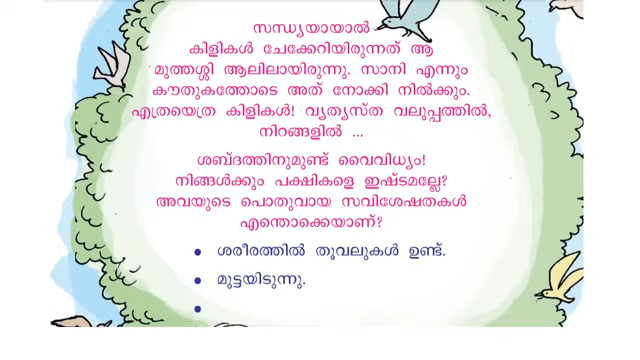 സന്ധ്യയായാൽ
കിളികൾ ചേക്കേറിയിരുന്നത് ആ
മുത്തശ്ശി ആലിലായിരുന്നു. സാനി എന്നും
കൗതുകത്തോടെ അത് നോക്കി നിൽക്കും.
എത്രയെത്ര കിളികൾ! വ്യത്യസ്ത വലുപ്പത്തിൽ,
നിറങ്ങളിൽ ...
ശബ്ദത്തിനുമുണ്ട് വൈവിധ്യം!
നിങ്ങൾക്കും പക്ഷികളെ ഇഷ്ടമല്ലേ?
അവയുടെ പൊതുവായ സവിശേഷതകൾ
എന്തൊക്കെയാണ്?
• ശരീരത്തിൽ തൂവലുകൾ ഉണ്ട്.
• മുട്ടയിടുന്നു.
•